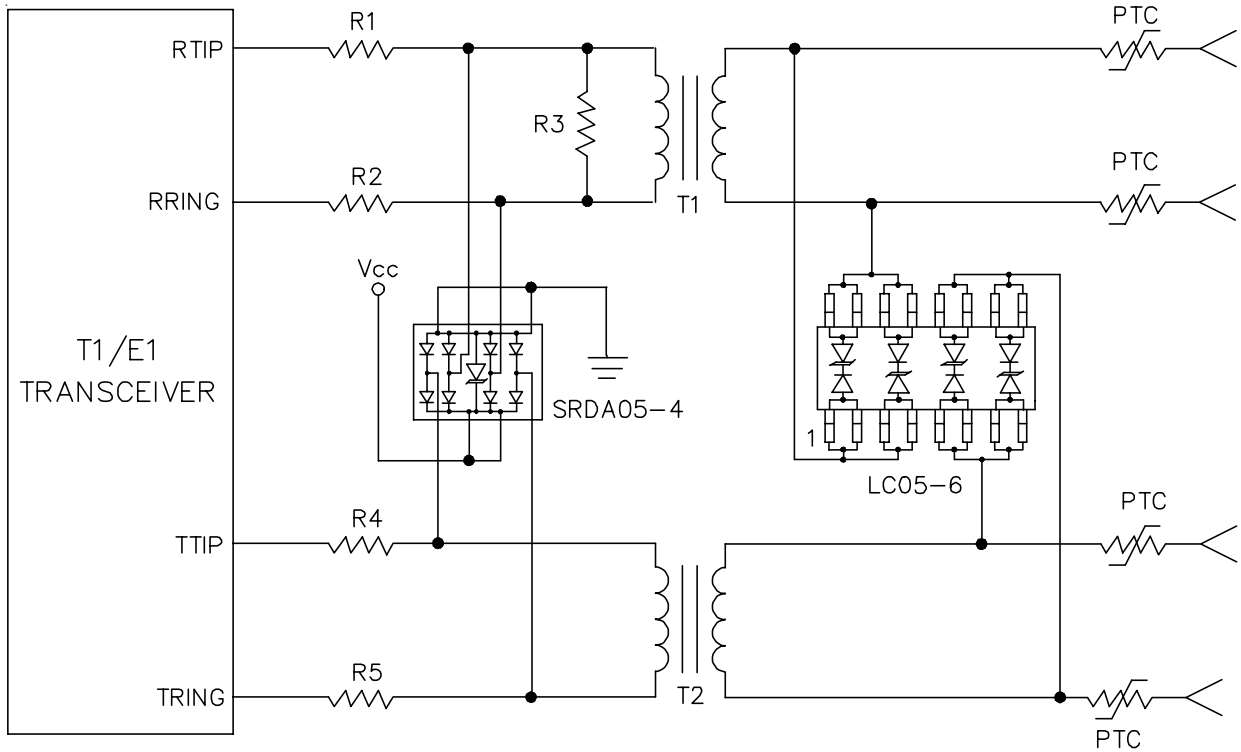 R1
PTC
RTIP
R3
PTC
R2
RRING
T1
Vcc
T1/E1
TRANSCEIVER
SRDA05-4
1
LC05-6
PTC
R4
TTIP
R5
TRING
T2
PTC